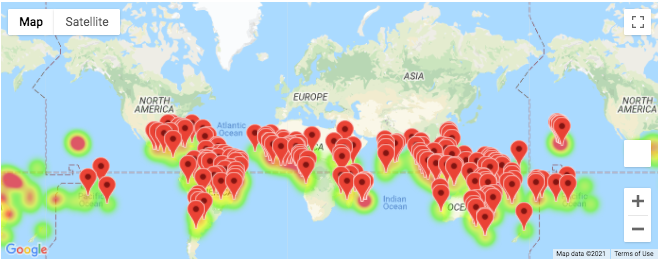 Map Satellite
NORTH
AMERICA
Atlantic
Ocean
EUROPE
ASIA
NORTH
AMERICA
Pacific
Ocean
Indian
Ocean
Google
Map data ©2021 Terms of Use